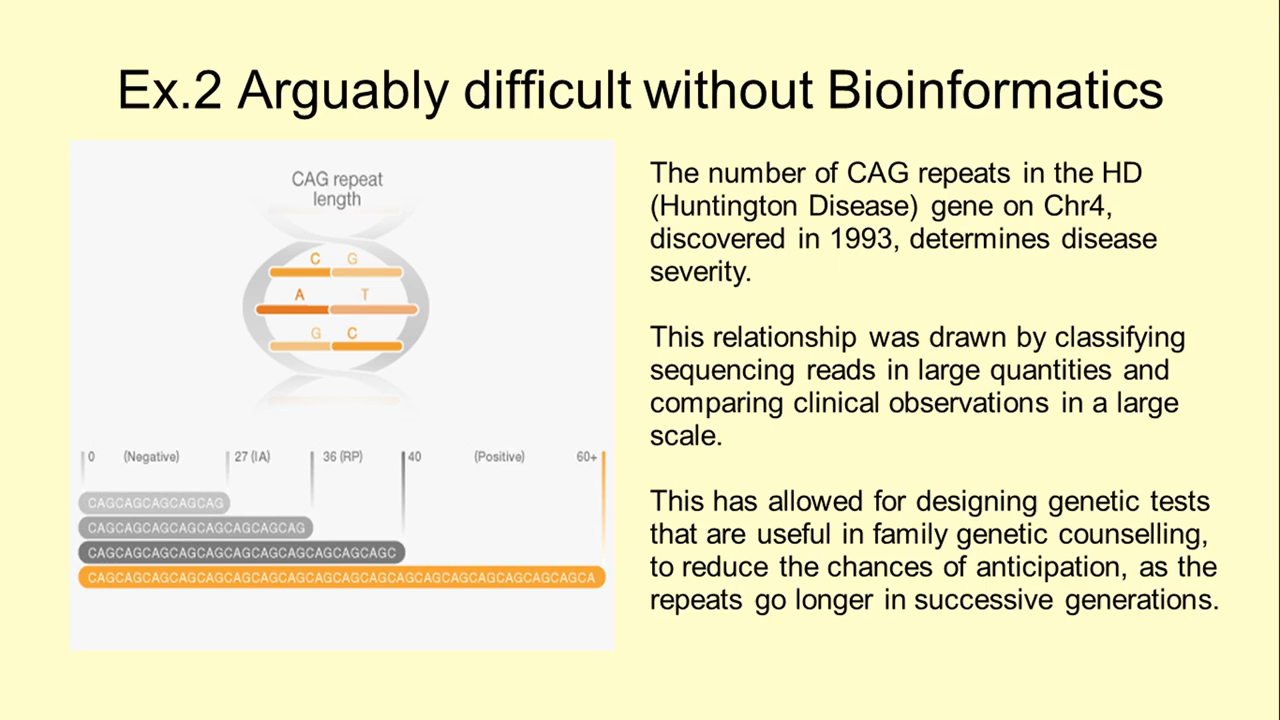 Ex.2 Arguably difficult without Bioinformatics
CAG repeat
length
C G
A T
G C
0 (Negative) 27 (IA) 36 (RP) 40 (Positive) 60+
CAGCAGCAGCAGCAG
CAGCAGCAGCAGCAGCAGCAG
CAGCAGCAGCAGCAGCAGCAGCAGCAGCAGC
CAGCAGCAGCAGCAGCAGCAGCAGCAGCAGCAGCAGCAGCAGCAGCA
The number of CAG repeats in the HD
(Huntington Disease) gene on Chr4,
discovered in 1993, determines disease
severity.
This relationship was drawn by classifying
sequencing reads in large quantities and
comparing clinical observations in a large
scale.
This has allowed for designing genetic tests
that are useful in family genetic counselling,
to reduce the chances of anticipation, as the
repeats go longer in successive generations.